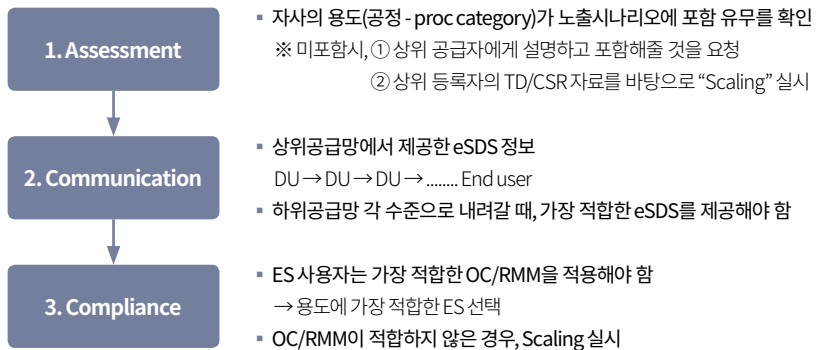 1. Assessment
▪ 자사의 용도(공정 - proc category)가 노출시나리오에 포함 유무를 확인
※ 미포함시, ① 상위 공급자에게 설명하고 포함해줄 것을 요청
② 상위 등록자의 TD/CSR 자료를 바탕으로 “Scaling” 실시
2. Communication
▪ 상위공급망에서 제공한 eSDS 정보
DU → DU → DU → ........ End user
▪ 하위공급망 각 수준으로 내려갈 때, 가장 적합한 eSDS를 제공해야 함
3. Compliance
▪ ES 사용자는 가장 적합한 OC/RMM을 적용해야 함
→ 용도에 가장 적합한 ES 선택
▪ OC/RMM이 적합하지 않은 경우, Scaling 실시